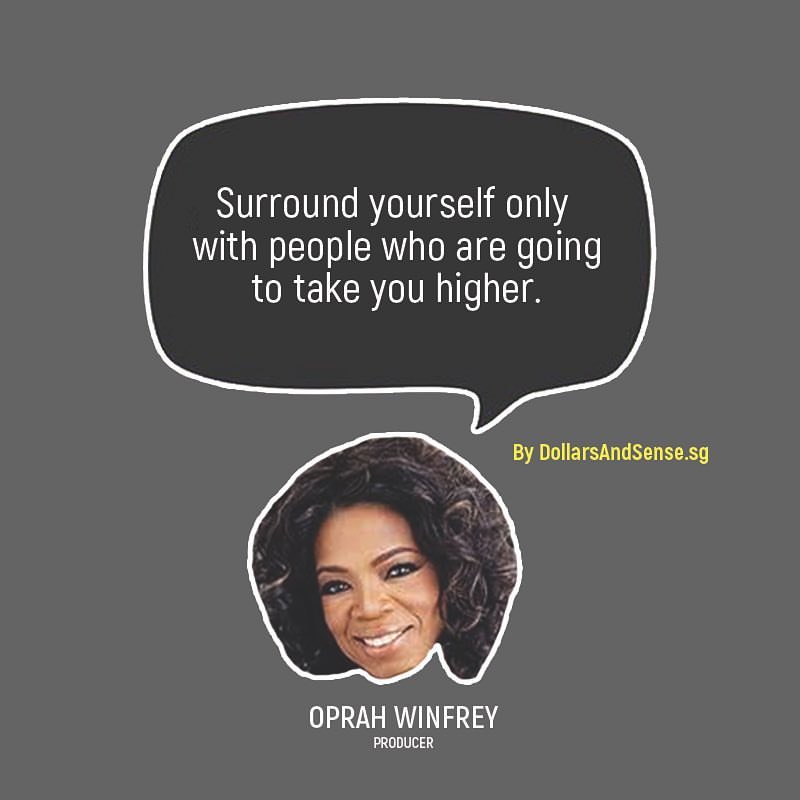 Surround yourself only
with people who are going
to take you higher.
By DollarsAndSense.sg
OPRAH WINFREY
PRODUCER